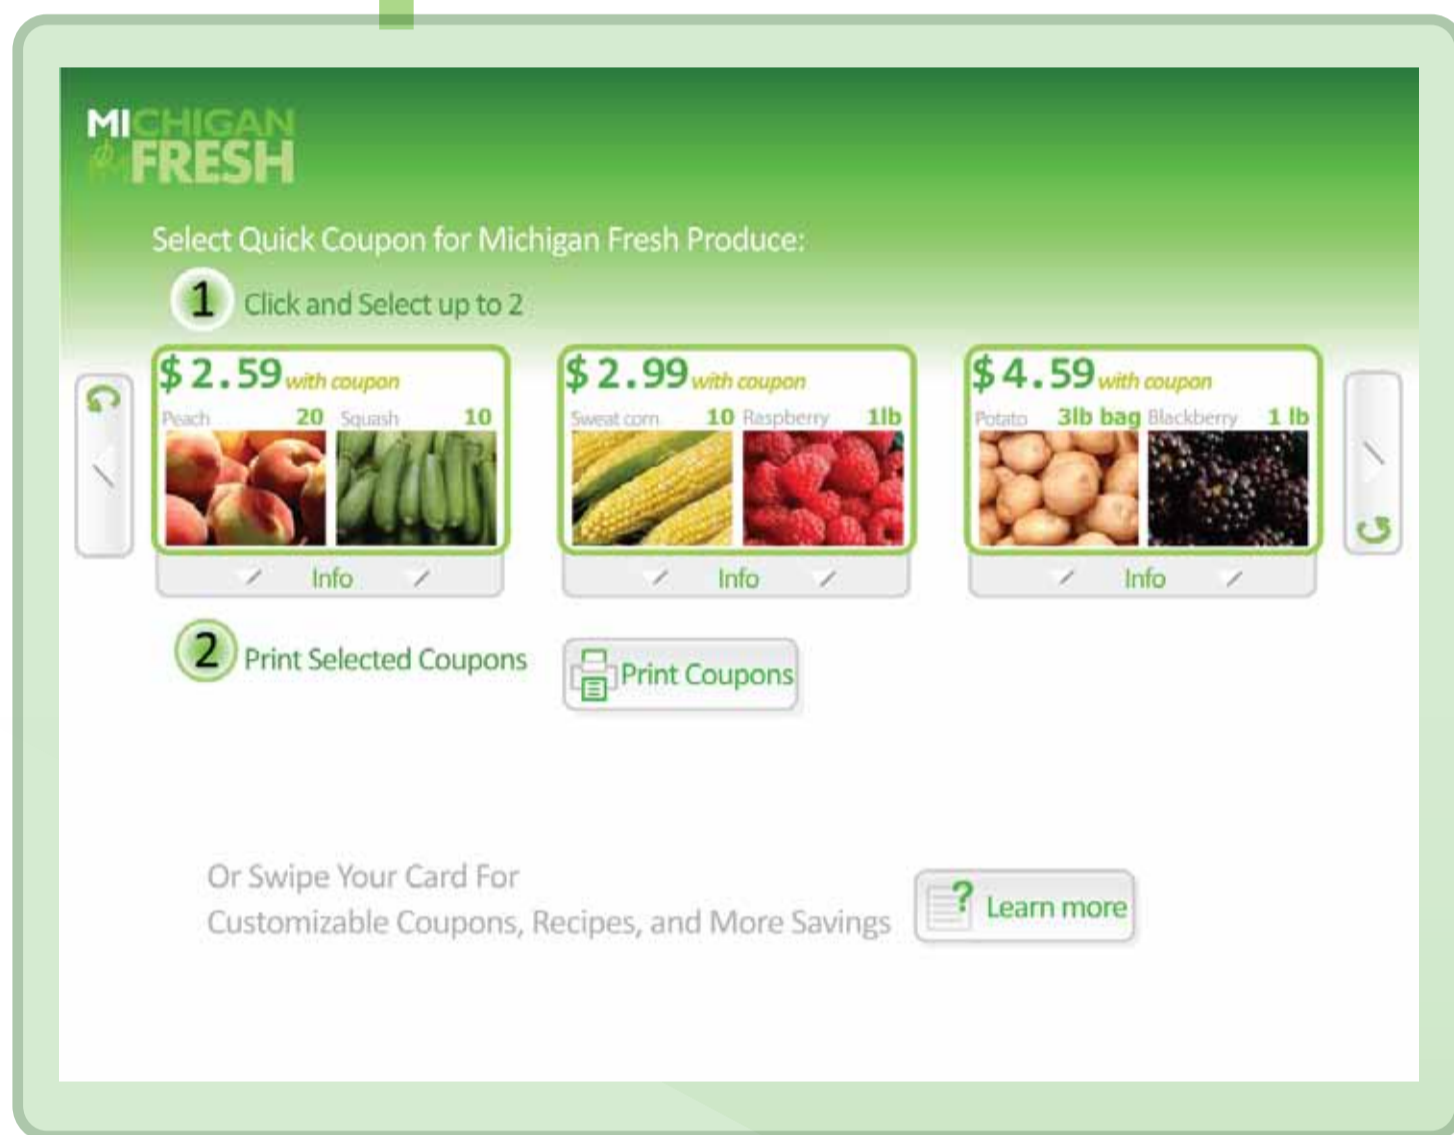 MICHIGAN
FRESH
Select Quick Coupon for Michigan Fresh Produce:
1 Click and Select up to 2
$2.59 with coupon
Peach 20 Squash 10
Info
$2.99 with coupon
Sweat corn 10 Raspberry 1lb
Info
$4.59 with coupon
Potato 3lb bag Blackberry 1 lb
Info
2 Print Selected Coupons
Print Coupons
Or Swipe Your Card For
Customizable Coupons, Recipes, and More Savings
? Learn more